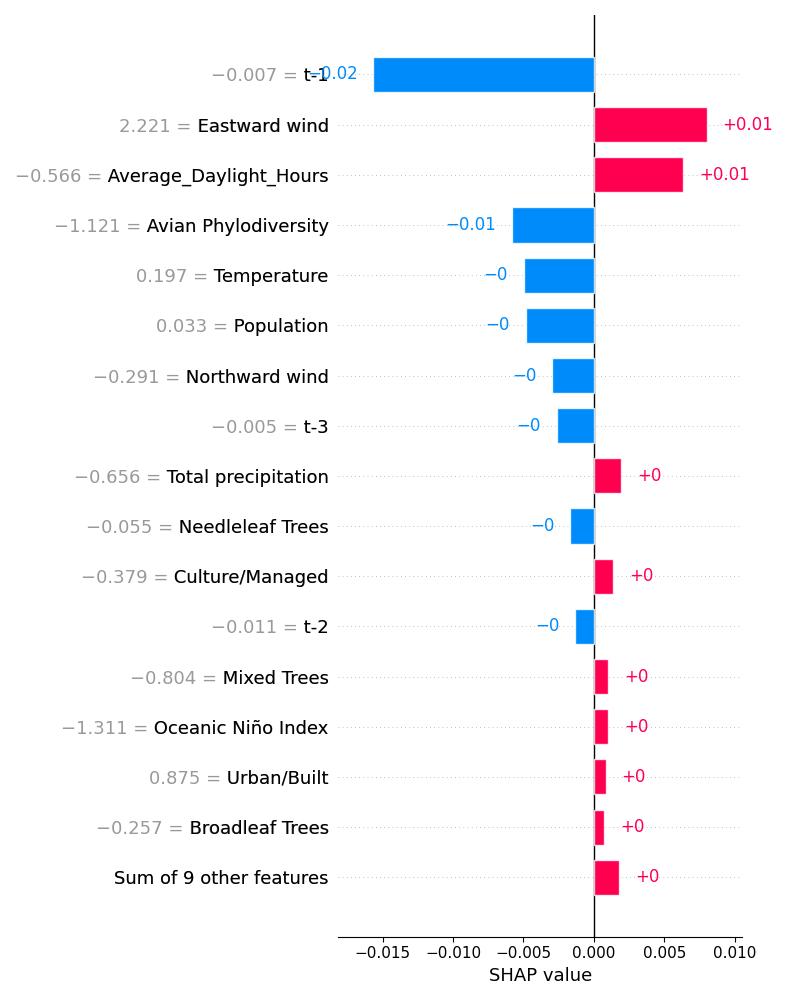 −0.007 = t-1 −0.02
2.221 = Eastward wind +0.01
−0.566 = Average_Daylight_Hours +0.01
−1.121 = Avian Phylodiversity −0.01
0.197 = Temperature −0
0.033 = Population −0
−0.291 = Northward wind −0
−0.005 = t-3 −0
−0.656 = Total precipitation +0
−0.055 = Needleleaf Trees −0
−0.379 = Culture/Managed +0
−0.011 = t-2 −0
−0.804 = Mixed Trees +0
−1.311 = Oceanic Niño Index +0
0.875 = Urban/Built +0
−0.257 = Broadleaf Trees +0
Sum of 9 other features +0
−0.015 −0.010 −0.005 0.000 0.005 0.010
SHAP value